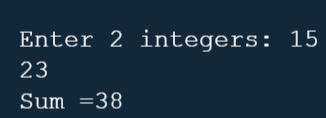 Enter 2 integers: 15
23
Sum =38